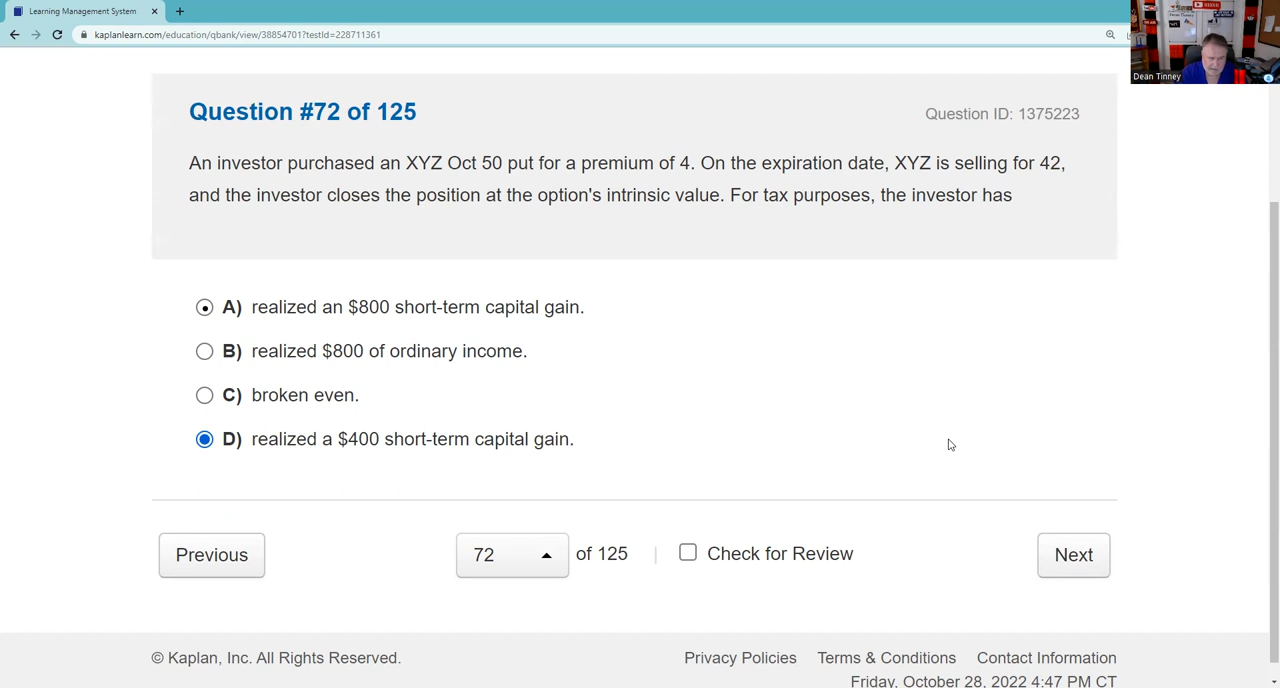 Learning Management System
kaplanlearn.com/education/qbank/view/38854701?testId=228711361
Dean Tinney
Question #72 of 125
Question ID: 1375223
An investor purchased an XYZ Oct 50 put for a premium of 4. On the expiration date, XYZ is selling for 42,
and the investor closes the position at the option's intrinsic value. For tax purposes, the investor has
A) realized an $800 short-term capital gain.
B) realized $800 of ordinary income.
C) broken even.
D) realized a $400 short-term capital gain.
Previous
72
of 125
Check for Review
Next
© Kaplan, Inc. All Rights Reserved.
Privacy Policies
Terms & Conditions
Contact Information
Friday, October 28, 2022 4:47 PM CT